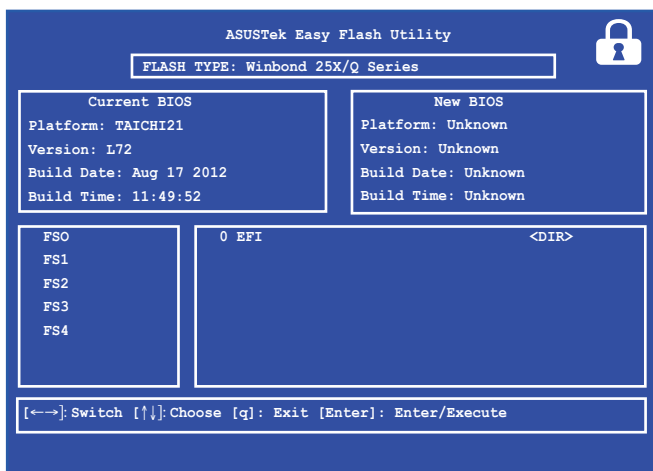 ASUSTek Easy Flash Utility
FLASH TYPE: Winbond 25X/Q Series
Current BIOS
Platform: TAICHI21
Version: L72
Build Date: Aug 17 2012
Build Time: 11:49:52
New BIOS
Platform: Unknown
Version: Unknown
Build Date: Unknown
Build Time: Unknown
FSO
FS1
FS2
FS3
FS4
0 EFI <DIR>
[←→]: Switch [↑↓]: Choose [q]: Exit [Enter]: Enter/Execute